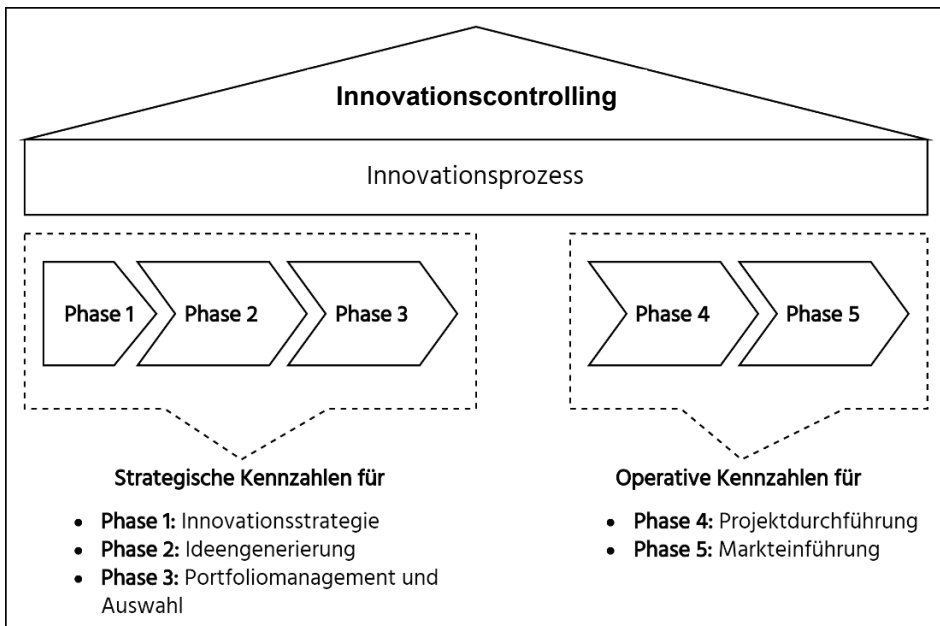 Innovationscontrolling
Innovationsprozess
Phase 1
Phase 2
Phase 3
Phase 4
Phase 5
Strategische Kennzahlen für
• Phase 1: Innovationsstrategie
• Phase 2: Ideengenerierung
• Phase 3: Portfoliomanagement und
Auswahl
Operative Kennzahlen für
• Phase 4: Projektdurchführung
• Phase 5: Markteinführung